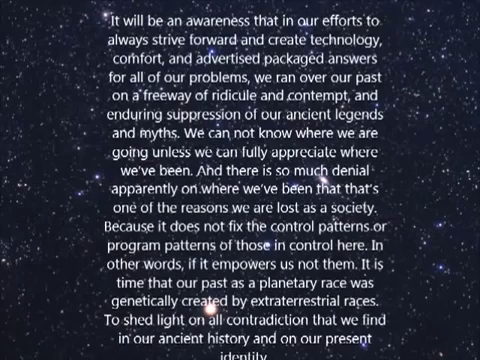 It will be an awareness that in our efforts to
always strive forward and create technology,
comfort, and advertised packaged answers
for all of our problems, we ran over our past
on a freeway of ridicule and contempt, and
enduring suppression of our ancient legends
and myths. We can not know where we are
going unless we can fully appreciate where
we've been. And there is so much denial
apparently on where we've been that that's
one of the reasons we are lost as a society.
Because it does not fix the control patterns or
program patterns of those in control here. In
other words, if it empowers us not them. It is
time that our past as a planetary race was
genetically created by extraterrestrial races.
To shed light on all contradiction that we find
in our ancient history and on our present
identity